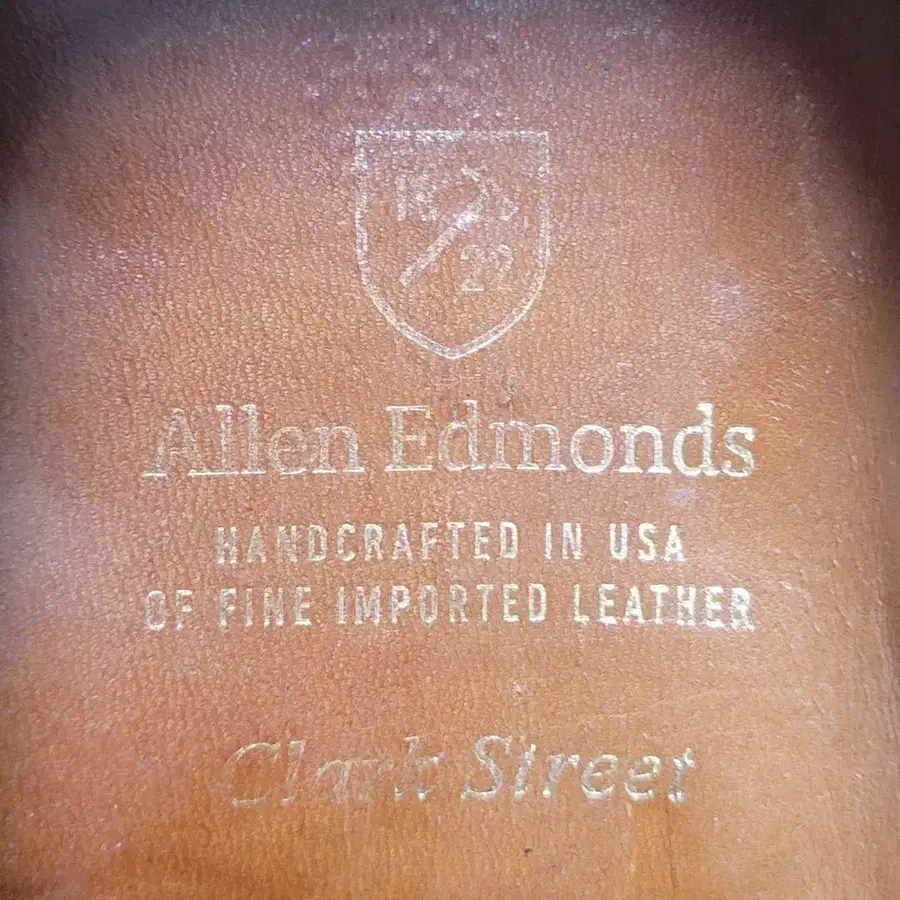 19
22
Allen Edmonds
HANDCRAFTED IN USA
OF FINE IMPORTED LEATHER
Clark Street